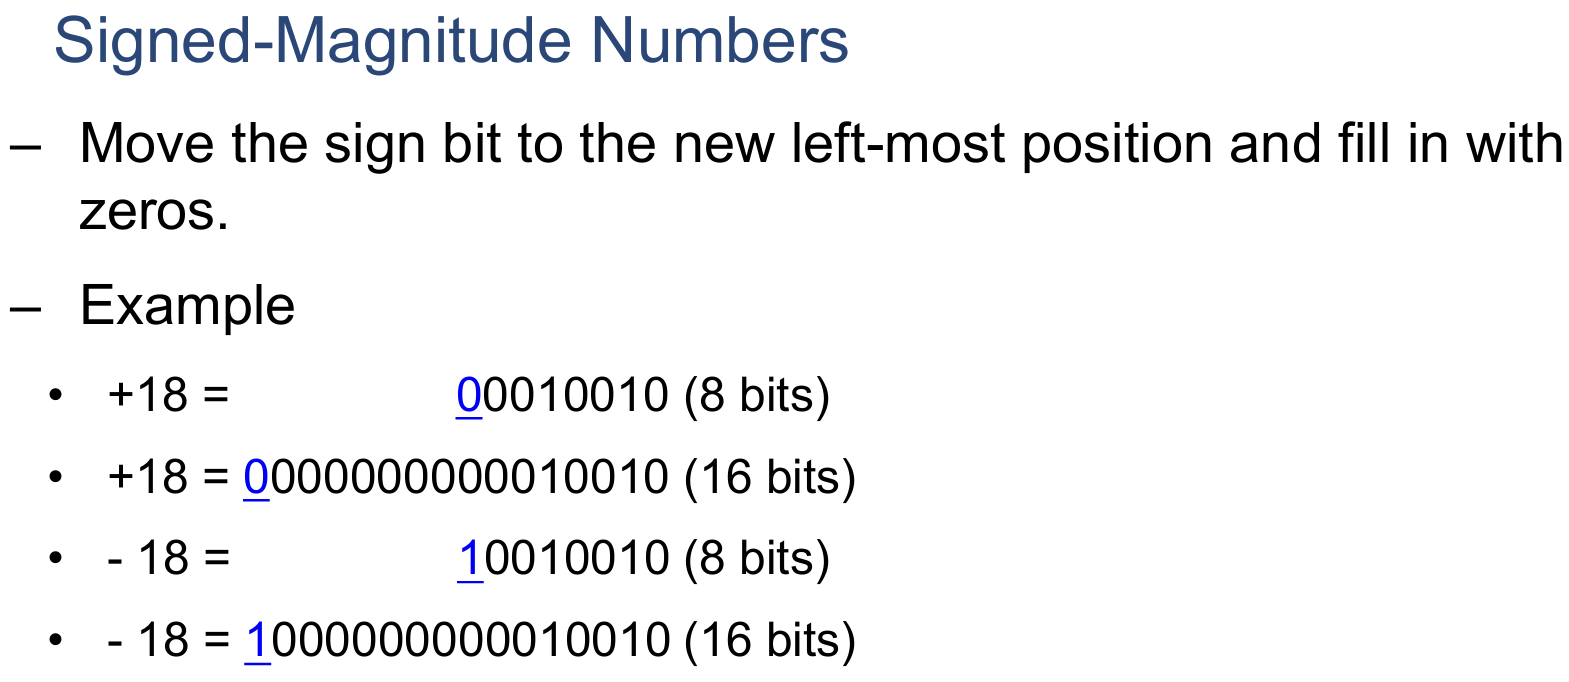 Signed-Magnitude Numbers
– Move the sign bit to the new left-most position and fill in with
zeros.
– Example
• +18 = 00010010 (8 bits)
• +18 = 0000000000010010 (16 bits)
• - 18 = 10010010 (8 bits)
• - 18 = 1000000000010010 (16 bits)